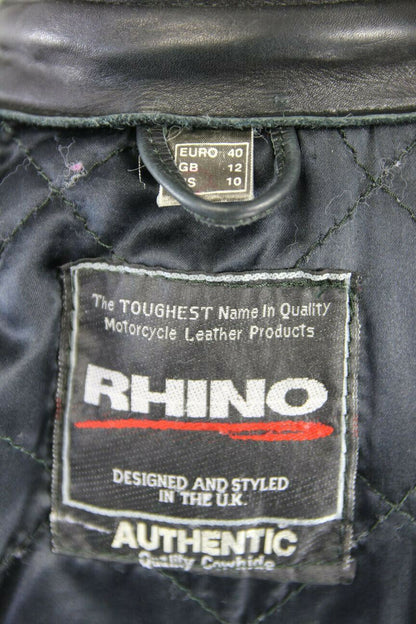 EURO 40
GB 12
S 10
The TOUGHEST Name In Quality
Motorcycle Leather Products
RHINO
DESIGNED AND STYLED
IN THE U.K.
AUTHENTIC
Quality Cowhide